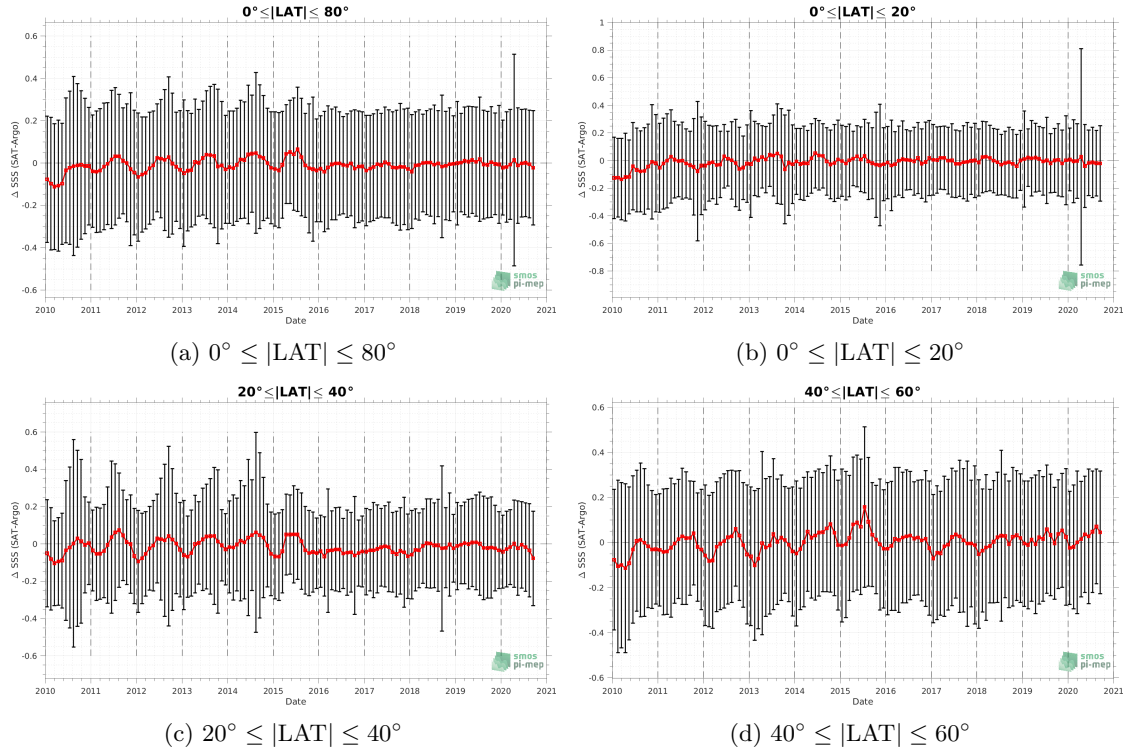 0°≤|LAT|≤ 80°
0.6
0.4
0.2
0
-0.2
-0.4
-0.6
Δ SSS (SAT-Argo)
2010 2011 2012 2013 2014 2015 2016 2017 2018 2019 2020 2021
Date
smos
pi-mep
(a) 0° ≤ |LAT| ≤ 80°
0°≤|LAT|≤ 20°
1
0.8
0.6
0.4
0.2
0
-0.2
-0.4
-0.6
-0.8
Δ SSS (SAT-Argo)
2010 2011 2012 2013 2014 2015 2016 2017 2018 2019 2020 2021
Date
smos
pi-mep
(b) 0° ≤ |LAT| ≤ 20°
20°≤|LAT|≤ 40°
0.6
0.4
0.2
0
-0.2
-0.4
-0.6
Δ SSS (SAT-Argo)
2010 2011 2012 2013 2014 2015 2016 2017 2018 2019 2020 2021
Date
smos
pi-mep
(c) 20° ≤ |LAT| ≤ 40°
40°≤|LAT|≤ 60°
0.6
0.4
0.2
0
-0.2
-0.4
-0.6
Δ SSS (SAT-Argo)
2010 2011 2012 2013 2014 2015 2016 2017 2018 2019 2020 2021
Date
smos
pi-mep
(d) 40° ≤ |LAT| ≤ 60°